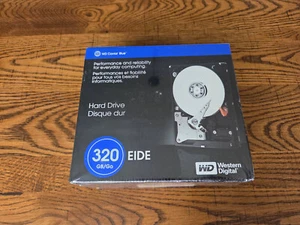 WD Caviar Blue
Performance and reliability
for everyday computing.
Performances et fiabilité
pour tous vos besoins
informatiques.
Hard Drive
Disque dur
320
GB/Go
EIDE
WD
Western
Digital